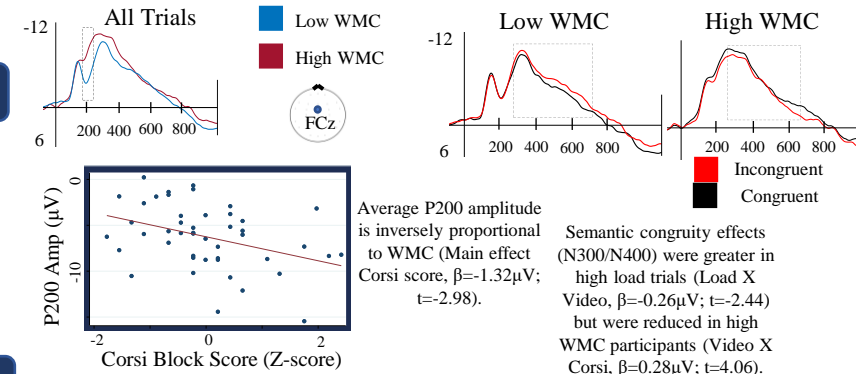 All Trials
-12
6
200 400 600 800
Low WMC
High WMC
FCz
Low WMC
-12
6
200 400 600 800
High WMC
200 400 600 800
Incongruent
Congruent
P200 Amp (µV)
0
-10
-2 0 2
Corsi Block Score (Z-score)
Average P200 amplitude
is inversely proportional
to WMC (Main effect
Corsi score, β=-1.32µV;
t=-2.98).
Semantic congruity effects
(N300/N400) were greater in
high load trials (Load X
Video, β=-0.26µV; t=-2.44)
but were reduced in high
WMC participants (Video X
Corsi, β=0.28µV; t=4.06).